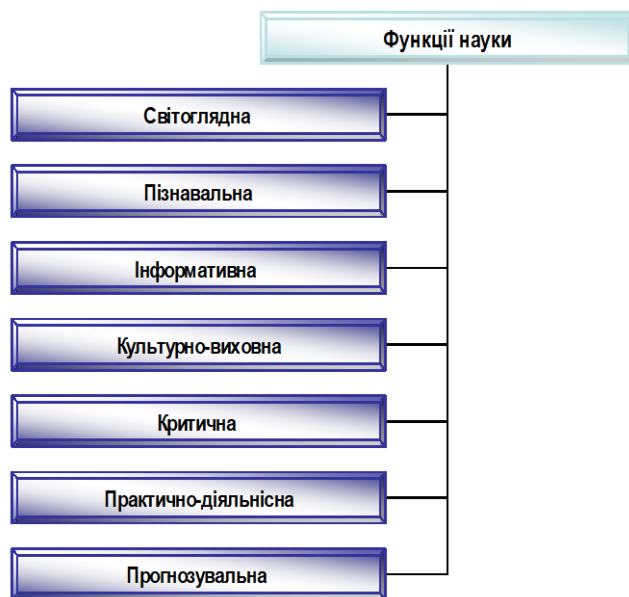 Функції науки
Світоглядна
Пізнавальна
Інформативна
Культурно-виховна
Критична
Практично-діяльнісна
Прогнозувальна